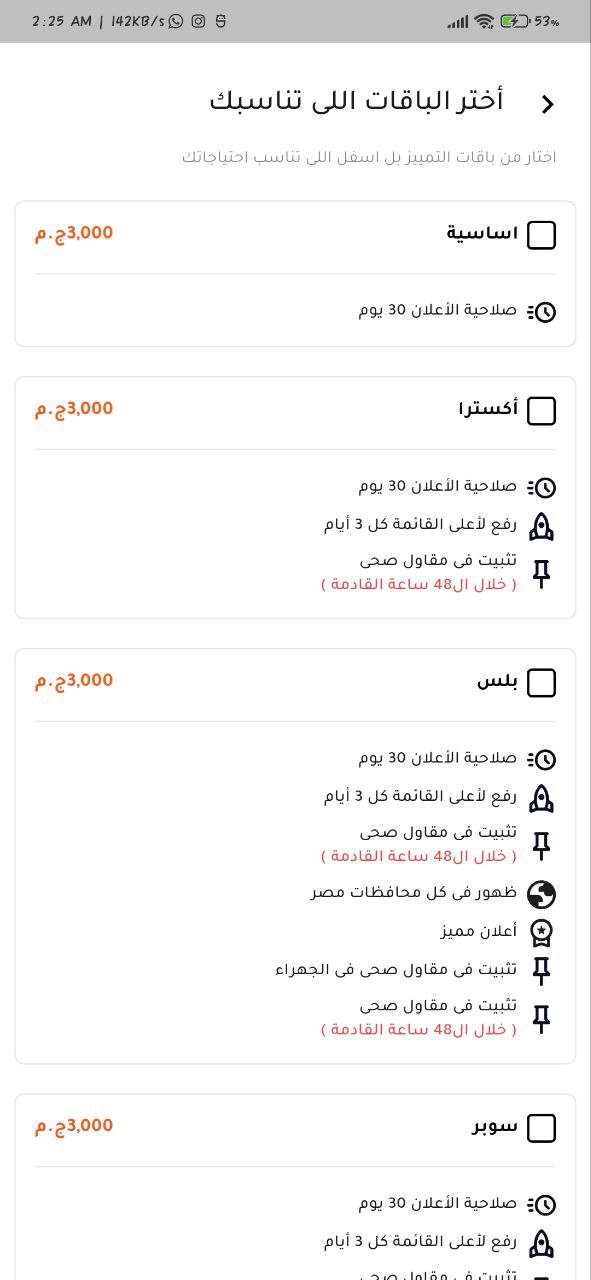 2:25 AM | 142KB/s
53%
أختر الباقات اللى تناسبك
اختار من باقات التمييز بل اسفل اللى تناسب احتياجاتك
اساسية
3,000ج.م
صلاحية الأعلان 30 يوم
أكسترا
3,000ج.م
صلاحية الأعلان 30 يوم
رفع لأعلى القائمة كل 3 أيام
تثبيت فى مقاول صحى
( خلال ال48 ساعة القادمة )
بلس
3,000ج.م
صلاحية الأعلان 30 يوم
رفع لأعلى القائمة كل 3 أيام
تثبيت فى مقاول صحى
( خلال ال48 ساعة القادمة )
ظهور فى كل محافظات مصر
أعلان مميز
تثبيت فى مقاول صحى فى الجهراء
تثبيت فى مقاول صحى
( خلال ال48 ساعة القادمة )
سوبر
3,000ج.م
صلاحية الأعلان 30 يوم
رفع لأعلى القائمة كل 3 أيام
تثبيت فى مقاول صحى